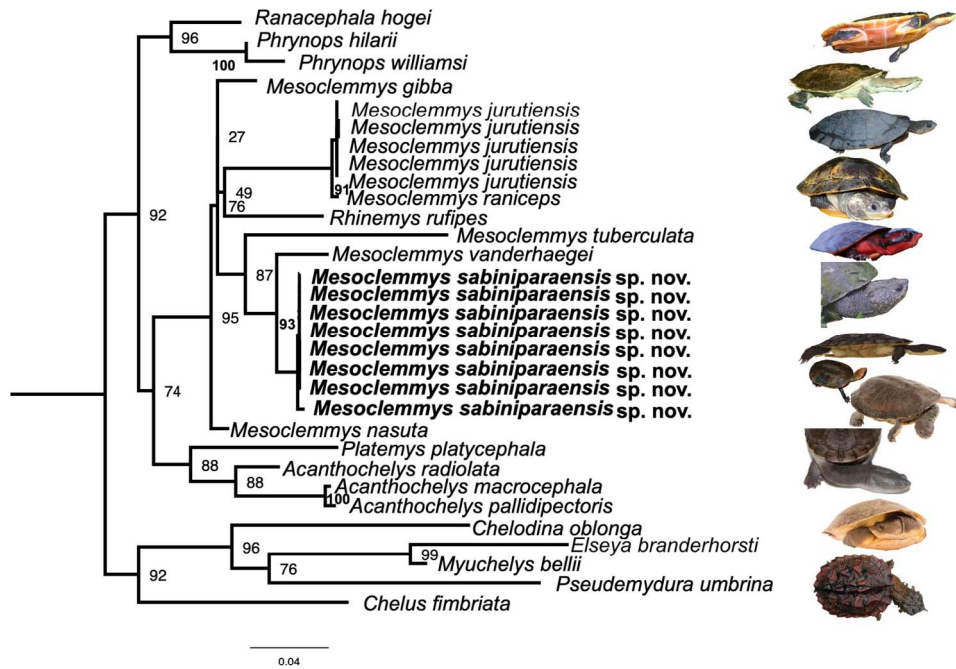 Ranacephala hogei
96
Phrynops hilarii
100
Phrynops williamsi
Mesoclemmys gibba
Mesoclemmys jurutiensis
27
Mesoclemmys jurutiensis
Mesoclemmys jurutiensis
Mesoclemmys jurutiensis
Mesoclemmys jurutiensis
91
49
Mesoclemmys raniceps
92
76
Rhinemys rufipes
Mesoclemmys tuberculata
Mesoclemmys vanderhaegei
87
Mesoclemmys sabiniparaensis sp. nov.
Mesoclemmys sabiniparaensis sp. nov.
95
Mesoclemmys sabiniparaensis sp. nov.
93
Mesoclemmys sabiniparaensis sp. nov.
Mesoclemmys sabiniparaensis sp. nov.
Mesoclemmys sabiniparaensis sp. nov.
Mesoclemmys sabiniparaensis sp. nov.
74
Mesoclemmys sabiniparaensis sp. nov.
Mesoclemmys nasuta
Platemys platycephala
88
Acanthochelys radiolata
88
Acanthochelys macrocephala
100
Acanthochelys pallidipectoris
Chelodina oblonga
96
Elseya branderhorsti
99
Myuchelys bellii
92
76
Pseudemydura umbrina
Chelus fimbriata
0.04